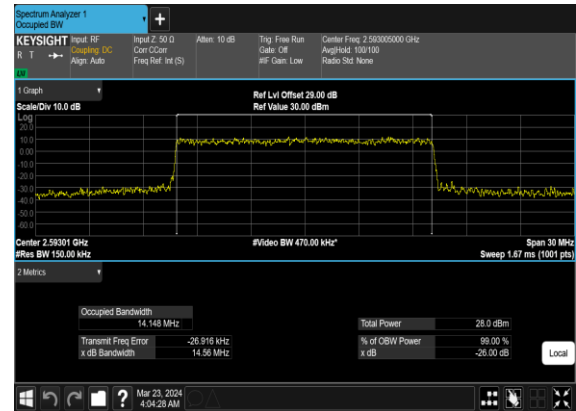 Spectrum Analyzer 1
Occupied BW
+
KEYSIGHT Input: RF Input Z: 50 Ω Atten: 10 dB Trig: Free Run Center Freq: 2.593005000 GHz
R T Coupling: DC Corr CCorr Gate: Off Avg|Hold: 100/100
Align: Auto Freq Ref: Int (S) #IF Gain: Low Radio Std: None
LXI
1 Graph
Ref Lvl Offset 29.00 dB
Scale/Div 10.0 dB Ref Value 30.00 dBm
Log
20.0
10.0
0.00
-10.0
-20.0
-30.0
-40.0
-50.0
-60.0
Center 2.59301 GHz #Video BW 470.00 kHz* Span 30 MHz
#Res BW 150.00 kHz Sweep 1.67 ms (1001 pts)
2 Metrics
Occupied Bandwidth
14.148 MHz Total Power 28.0 dBm
Transmit Freq Error -26.916 kHz % of OBW Power 99.00 %
x dB Bandwidth 14.56 MHz x dB -26.00 dB
Local
? Mar 23, 2024
4:04:28 AM